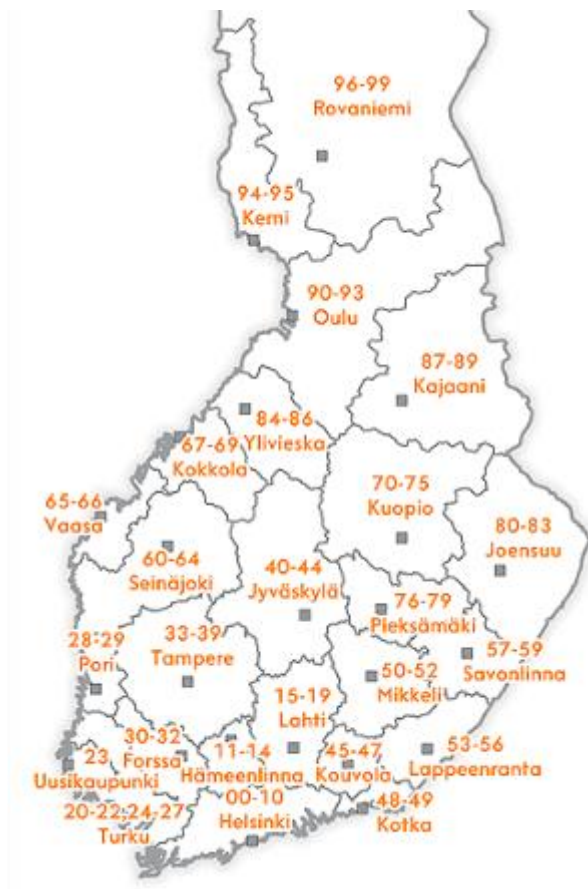 96-99
Rovaniemi
94-95
Kemi
90-93
Oulu
87-89
Kajaani
84-86
Ylivieska
67-69
Kokkola
70-75
Kuopio
65-66
Vaasa
80-83
Joensuu
60-64
Seinäjoki
40-44
Jyväskylä
76-79
Pieksämäki
28-29
Pori
33-39
Tampere
57-59
Savonlinna
50-52
Mikkeli
15-19
Lahti
30-32
Forssa
23
Uusikaupunki
11-14
Hämeenlinna
45-47
Kouvola
53-56
Lappeenranta
20-22,24-27
Turku
00-10
Helsinki
48-49
Kotka